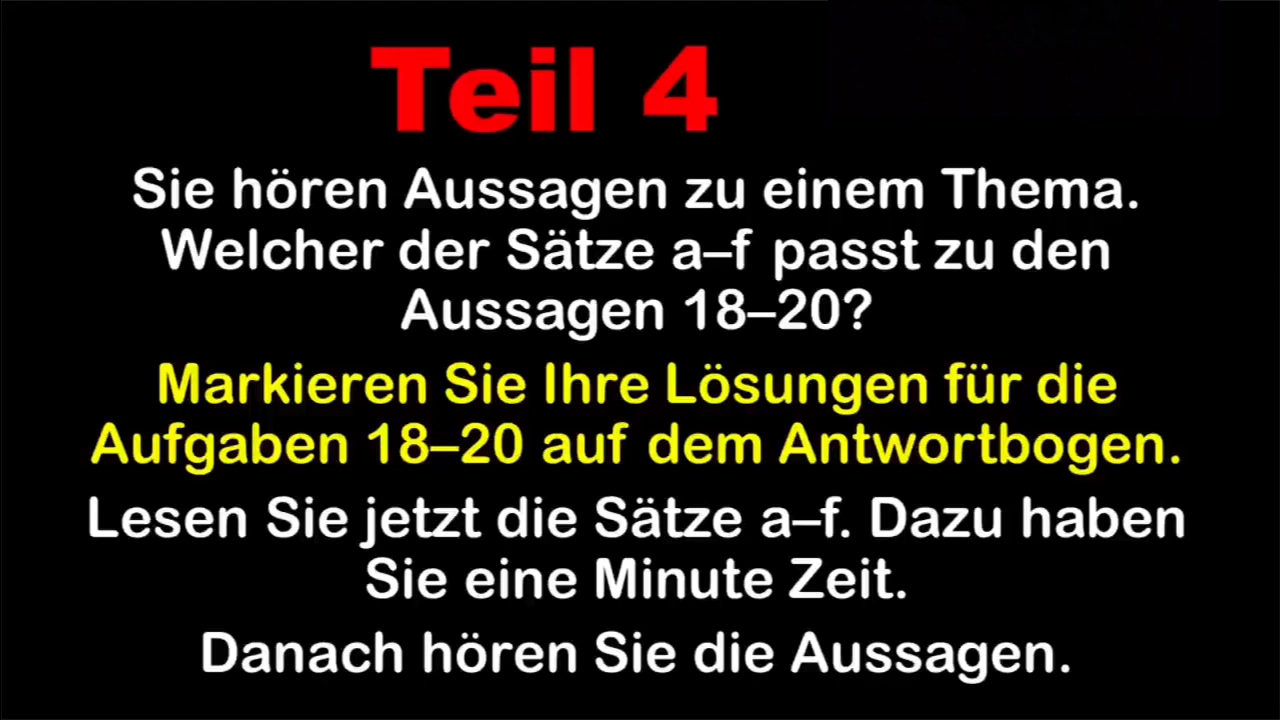 Teil 4
Sie hören Aussagen zu einem Thema.
Welcher der Sätze a–f passt zu den
Aussagen 18–20?
Markieren Sie Ihre Lösungen für die
Aufgaben 18–20 auf dem Antwortbogen.
Lesen Sie jetzt die Sätze a–f. Dazu haben
Sie eine Minute Zeit.
Danach hören Sie die Aussagen.